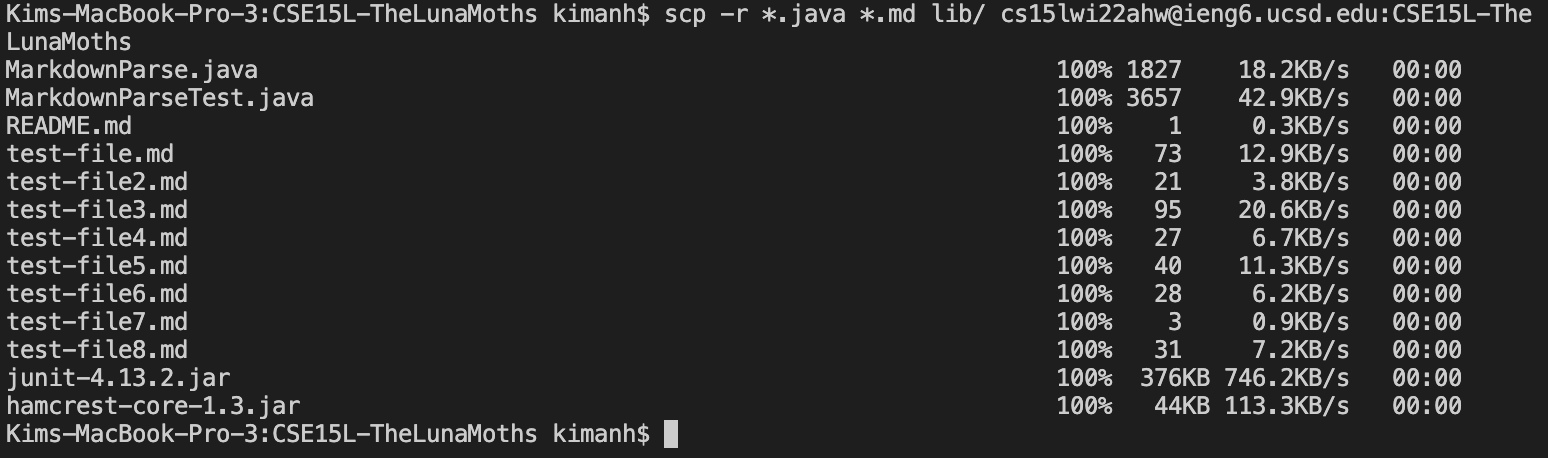 Kims-MacBook-Pro-3:CSE15L-TheLunaMoths kimanh$ scp -r *.java *.md lib/ cs15lwi22ahw@ieng6.ucsd.edu:CSE15L-The
LunaMoths
MarkdownParse.java 100% 1827 18.2KB/s 00:00
MarkdownParseTest.java 100% 3657 42.9KB/s 00:00
README.md 100% 1 0.3KB/s 00:00
test-file.md 100% 73 12.9KB/s 00:00
test-file2.md 100% 21 3.8KB/s 00:00
test-file3.md 100% 95 20.6KB/s 00:00
test-file4.md 100% 27 6.7KB/s 00:00
test-file5.md 100% 40 11.3KB/s 00:00
test-file6.md 100% 28 6.2KB/s 00:00
test-file7.md 100% 3 0.9KB/s 00:00
test-file8.md 100% 31 7.2KB/s 00:00
junit-4.13.2.jar 100% 376KB 746.2KB/s 00:00
hamcrest-core-1.3.jar 100% 44KB 113.3KB/s 00:00
Kims-MacBook-Pro-3:CSE15L-TheLunaMoths kimanh$